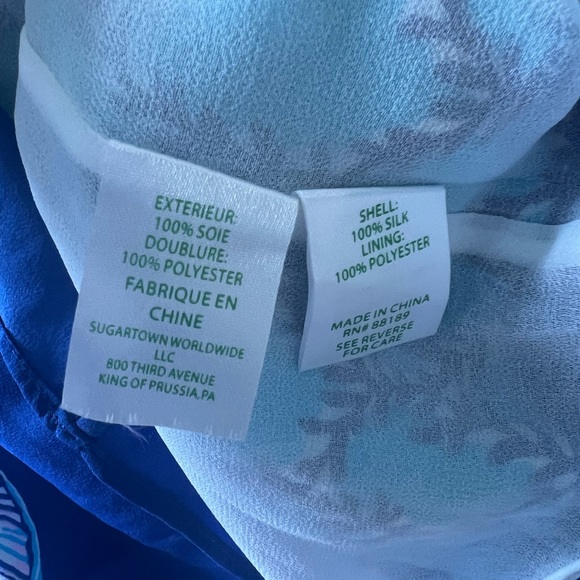 EXTERIEUR:
100% SOIE
DOUBLURE:
100% POLYESTER
FABRIQUE EN
CHINE
SUGARTOWN WORLDWIDE
LLC
800 THIRD AVENUE
KING OF PRUSSIA, PA
SHELL:
100% SILK
LINING:
100% POLYESTER
MADE IN CHINA
RN# 88189
SEE REVERSE
FOR CARE